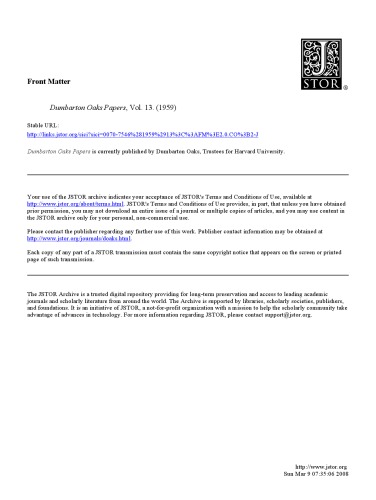 JSTOR
®
Front Matter
Dumbarton Oaks Papers, Vol. 13. (1959)
Stable URL:
http://links.jstor.org/sici?sici=0070-7546%281959%2913%3C%3AFM%3E2.0.CO%3B2-J
Dumbarton Oaks Papers is currently published by Dumbarton Oaks, Trustees for Harvard University.
Your use of the JSTOR archive indicates your acceptance of JSTOR's Terms and Conditions of Use, available at
http://www.jstor.org/about/terms.html. JSTOR's Terms and Conditions of Use provides, in part, that unless you have obtained
prior permission, you may not download an entire issue of a journal or multiple copies of articles, and you may use content in
the JSTOR archive only for your personal, non-commercial use.
Please contact the publisher regarding any further use of this work. Publisher contact information may be obtained at
http://www.jstor.org/journals/doaks.html.
Each copy of any part of a JSTOR transmission must contain the same copyright notice that appears on the screen or printed
page of such transmission.
The JSTOR Archive is a trusted digital repository providing for long-term preservation and access to leading academic
journals and scholarly literature from around the world. The Archive is supported by libraries, scholarly societies, publishers,
and foundations. It is an initiative of JSTOR, a not-for-profit organization with a mission to help the scholarly community take
advantage of advances in technology. For more information regarding JSTOR, please contact support@jstor.org.
http://www.jstor.org
Sun Mar 9 07:35:06 2008